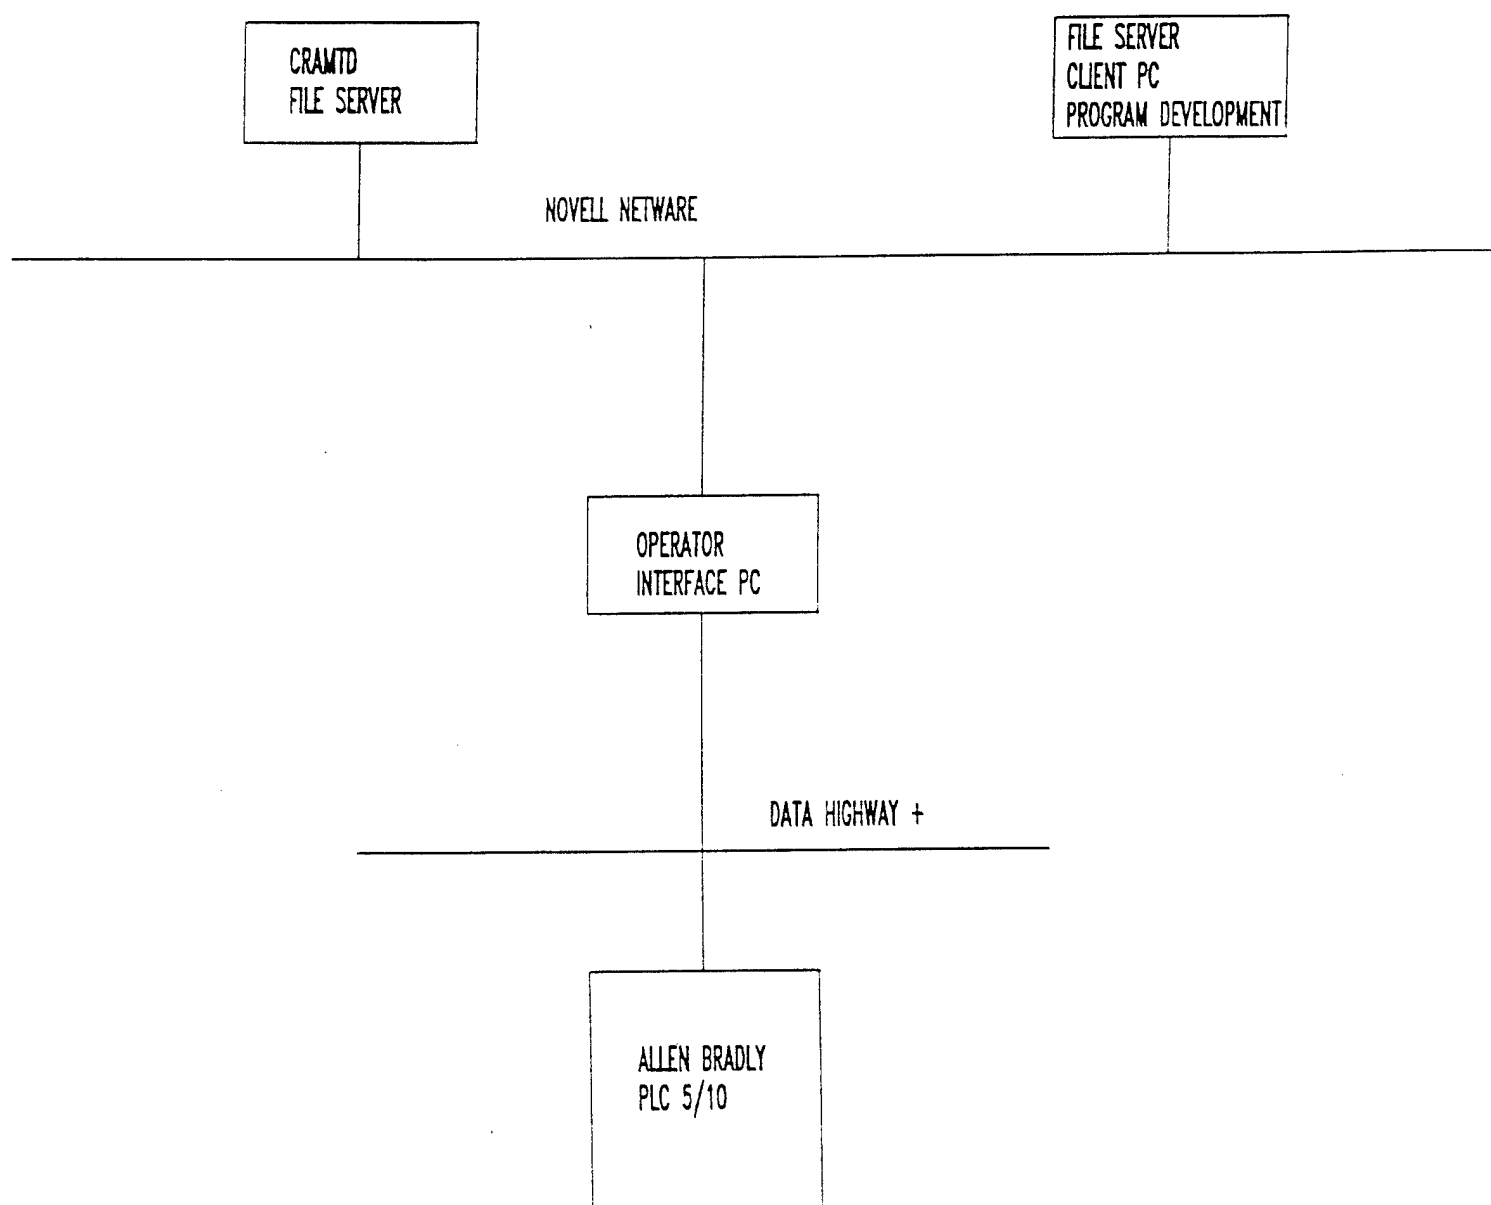 CRAMTD
FILE SERVER
FILE SERVER
CLIENT PC
PROGRAM DEVELOPMENT
NOVELL NETWARE
OPERATOR
INTERFACE PC
DATA HIGHWAY +
ALLEN BRADLY
PLC 5/10